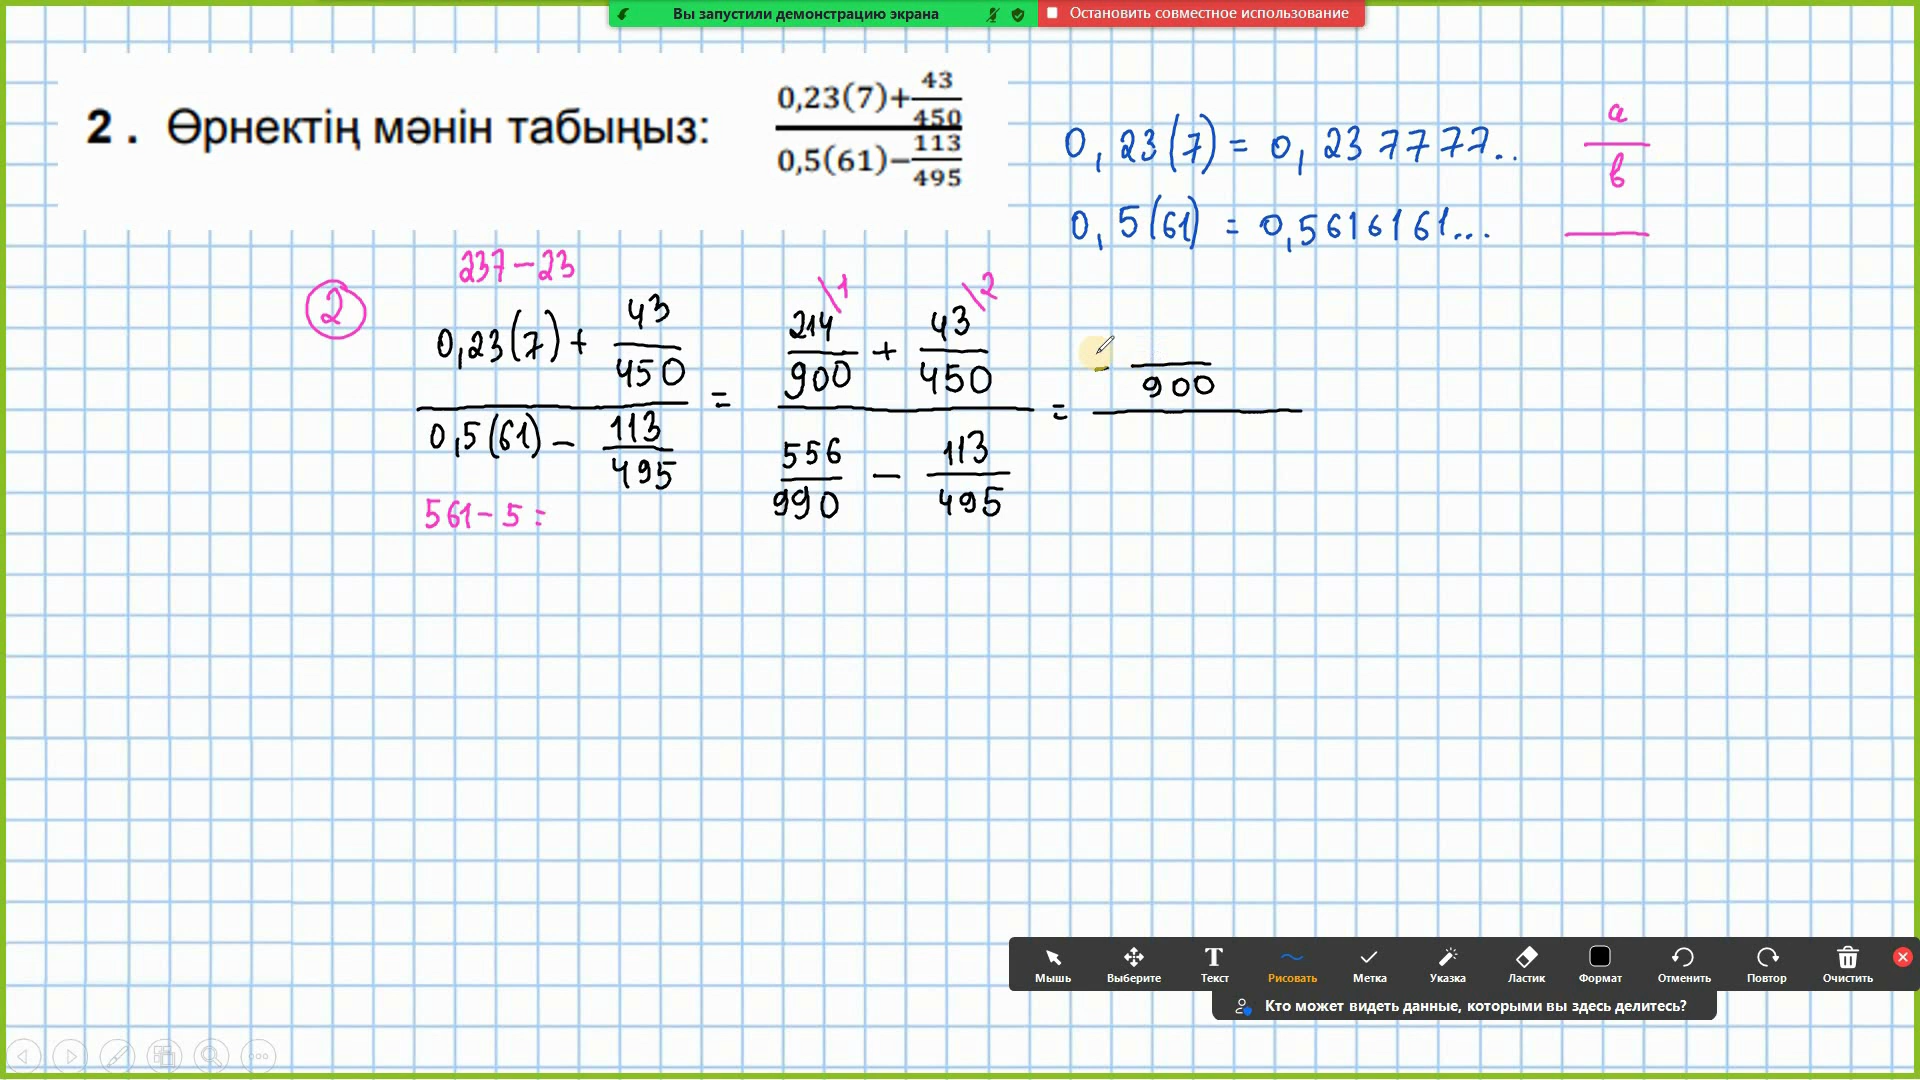 Вы запустили демонстрацию экрана Остановить совместное использование
2 . Өрнектің мәнін табыңыз: (0,23(7)+43/450)/(0,5(61)−113/495)
0,23(7) = 0,237777.. a/в
0,5(61) = 0,5616161...
237−23
2
(0,23(7) + 43/450)/(0,5(61) − 113/495) = (214/900 \1 + 43/450 \2)/(556/990 − 113/495) = /900
561−5=
Мышь Выберите Текст Рисовать Метка Указка Ластик Формат Отменить Повтор Очистить
Кто может видеть данные, которыми вы здесь делитесь?